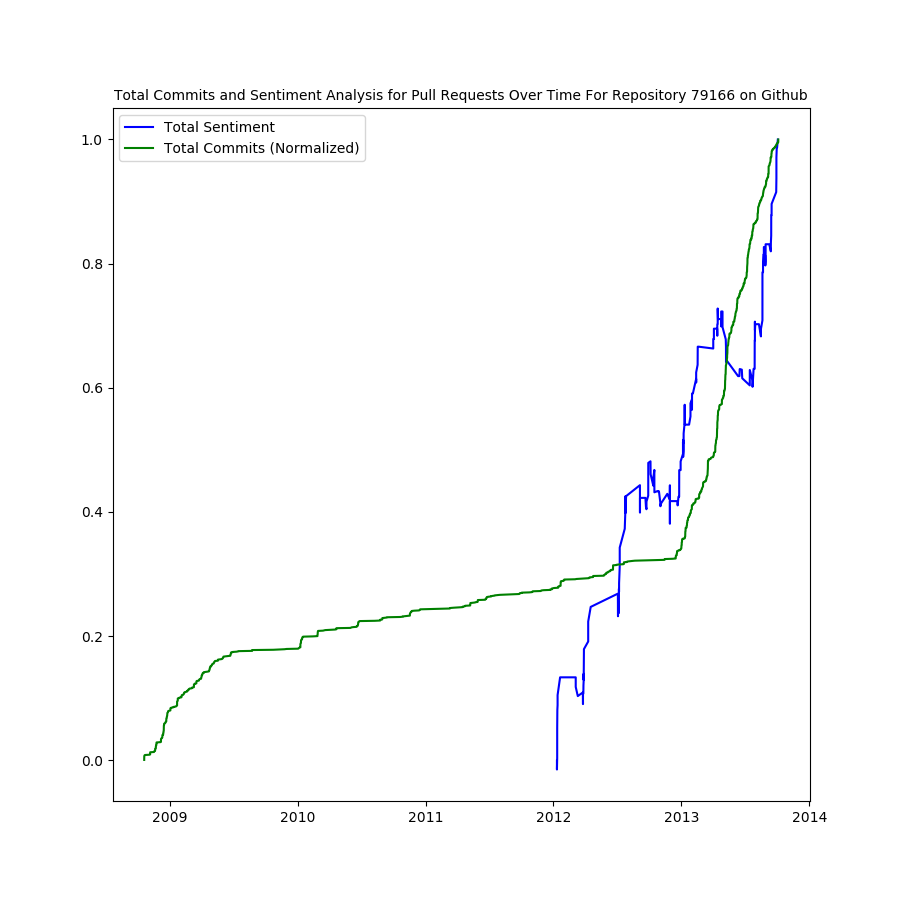 Total Commits and Sentiment Analysis for Pull Requests Over Time For Repository 79166 on Github
Total Sentiment
Total Commits (Normalized)
1.0
0.8
0.6
0.4
0.2
0.0
2009 2010 2011 2012 2013 2014